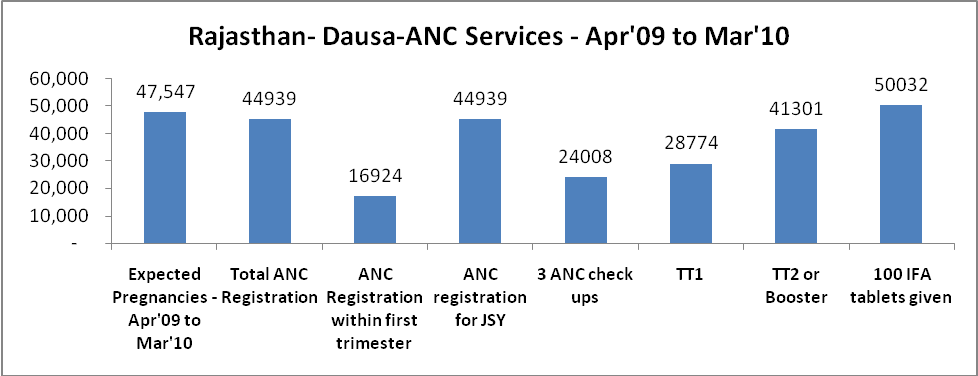 Rajasthan- Dausa-ANC Services - Apr'09 to Mar'10
60,000
50,000
40,000
30,000
20,000
10,000
-
47,547
44939
16924
44939
24008
28774
41301
50032
Expected
Pregnancies -
Apr'09 to
Mar'10
Total ANC
Registration
ANC
Registration
within first
trimester
ANC
registration
for JSY
3 ANC check
ups
TT1
TT2 or
Booster
100 IFA
tablets given